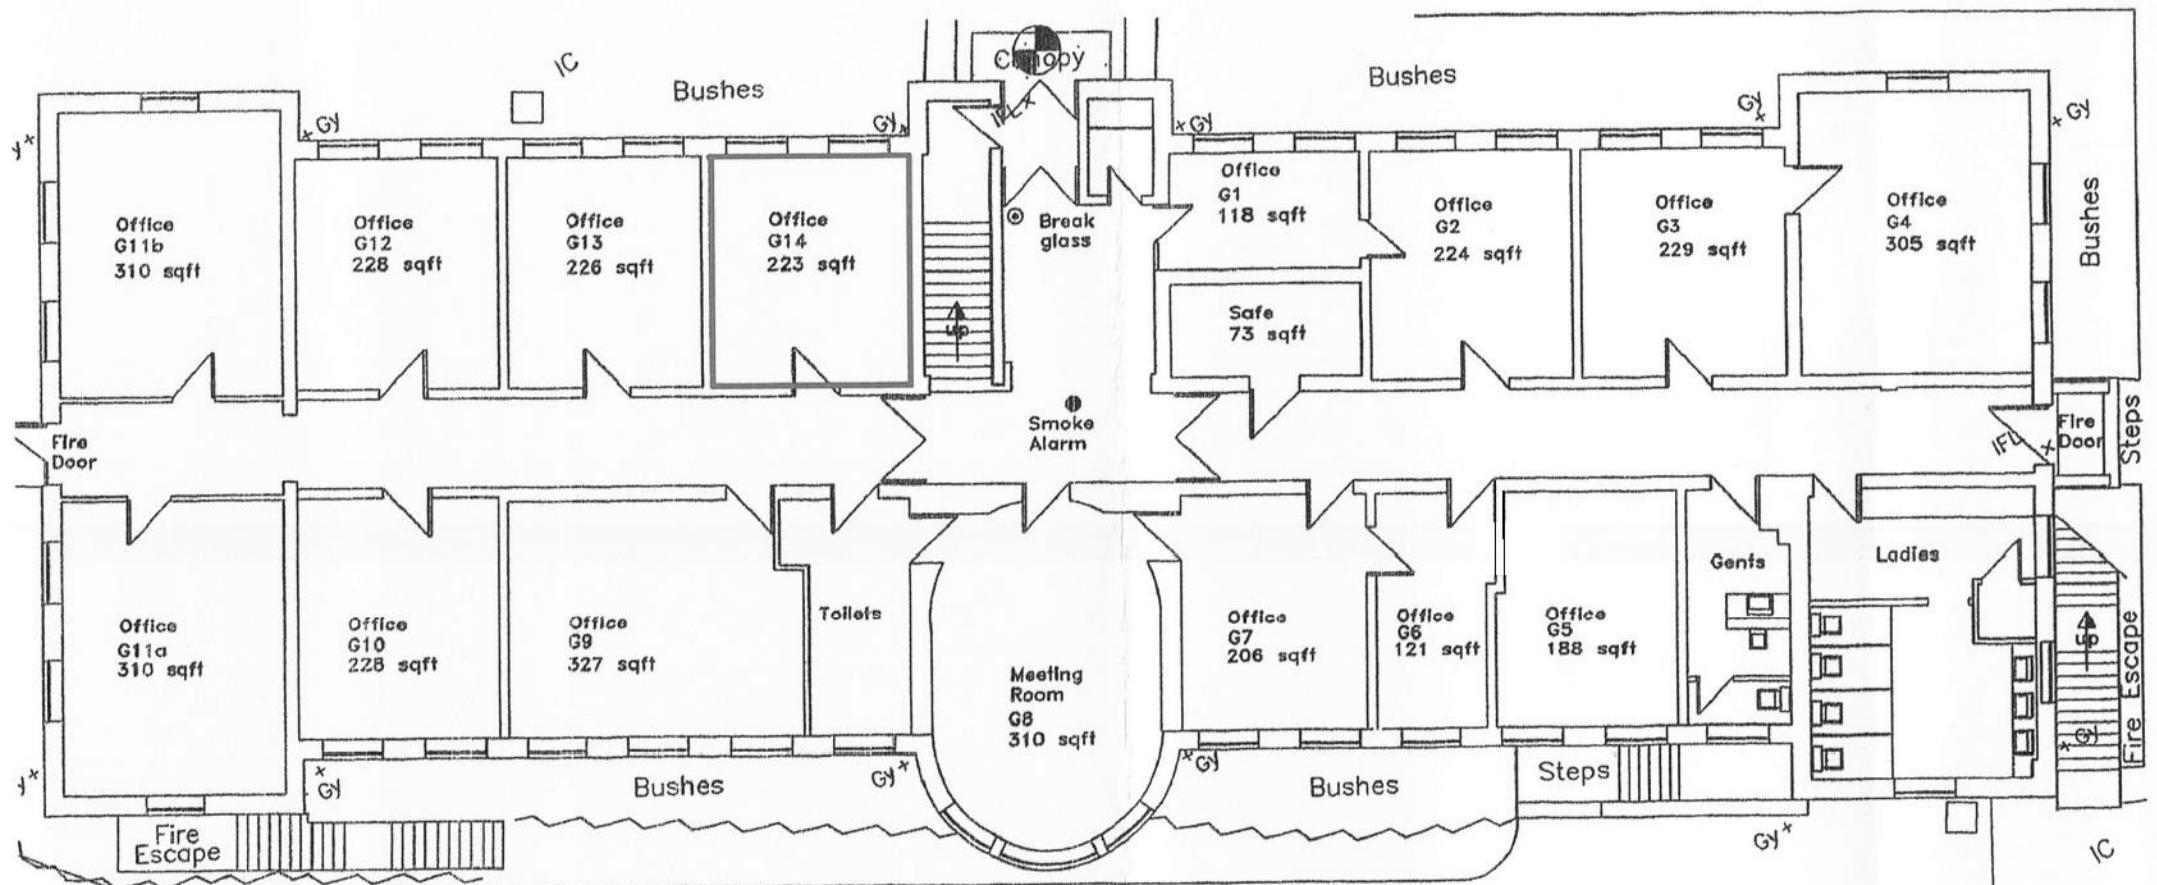 IC
Bushes
Canopy
Bushes
Gy
Gy
IFL
Gy
Gy
Gy
Office
G11b
310 sqft
Office
G12
228 sqft
Office
G13
226 sqft
Office
G14
223 sqft
up
Break
glass
Office
G1
118 sqft
Safe
73 sqft
Office
G2
224 sqft
Office
G3
229 sqft
Office
G4
305 sqft
Bushes
Fire
Door
Smoke
Alarm
IFL
Fire
Door
Steps
Office
G11a
310 sqft
Office
G10
228 sqft
Office
G9
327 sqft
Toilets
Meeting
Room
G8
310 sqft
Office
G7
206 sqft
Office
G6
121 sqft
Office
G5
188 sqft
Gents
Ladies
up
Fire Escape
Gy
Bushes
Gy
Gy
Bushes
Steps
Gy
Fire
Escape
Gy
IC